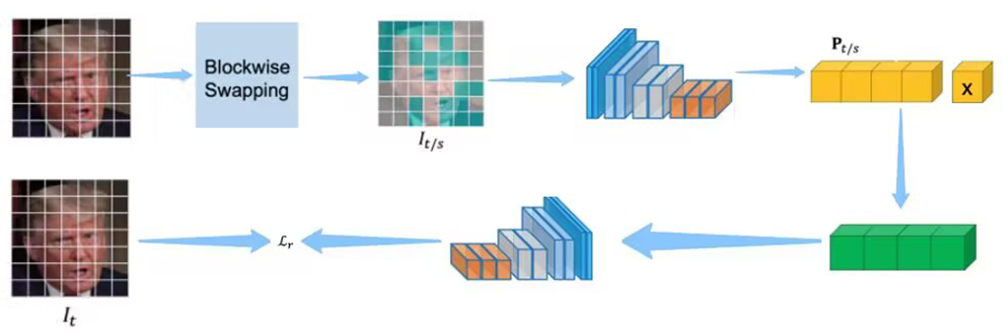 Blockwise
Swapping
I_{t/s}
P_{t/s}
X
I_t
ℒ_r